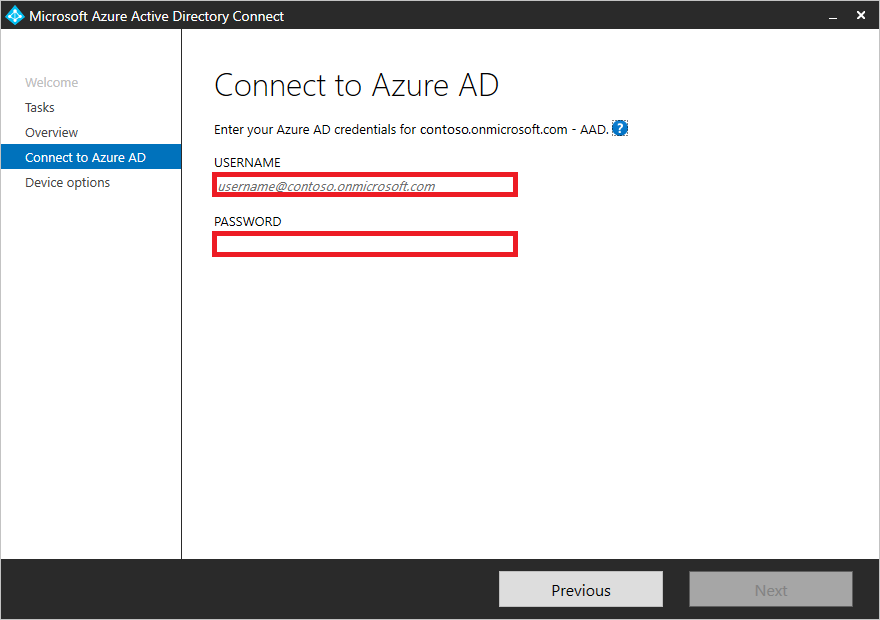 Microsoft Azure Active Directory Connect
Welcome
Tasks
Overview
Connect to Azure AD
Device options
Connect to Azure AD
Enter your Azure AD credentials for contoso.onmicrosoft.com - AAD. ?
USERNAME
username@contoso.onmicrosoft.com
PASSWORD
Previous
Next